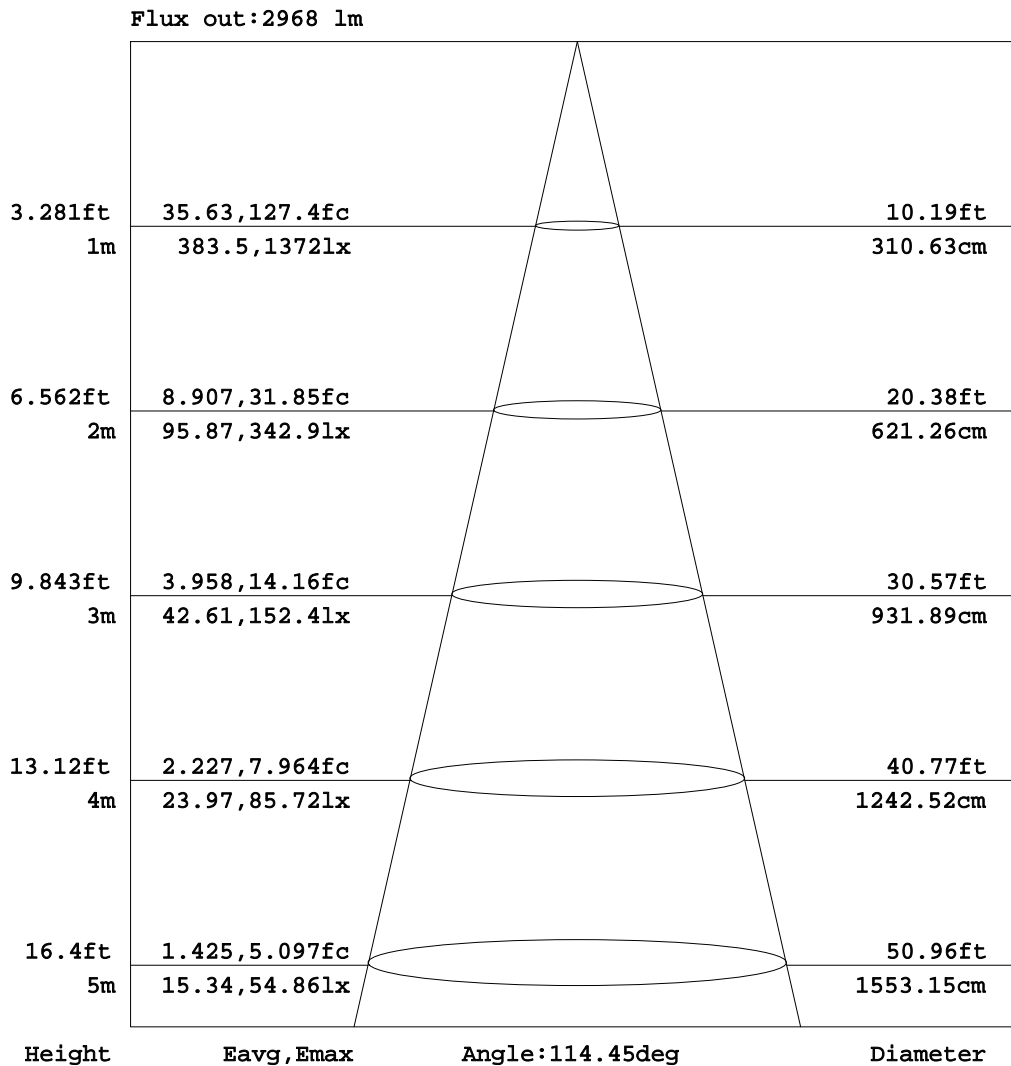 Flux out:2968 lm
3.281ft 35.63,127.4fc 10.19ft
1m 383.5,1372lx 310.63cm
6.562ft 8.907,31.85fc 20.38ft
2m 95.87,342.9lx 621.26cm
9.843ft 3.958,14.16fc 30.57ft
3m 42.61,152.4lx 931.89cm
13.12ft 2.227,7.964fc 40.77ft
4m 23.97,85.72lx 1242.52cm
16.4ft 1.425,5.097fc 50.96ft
5m 15.34,54.86lx 1553.15cm
Height Eavg,Emax Angle:114.45deg Diameter